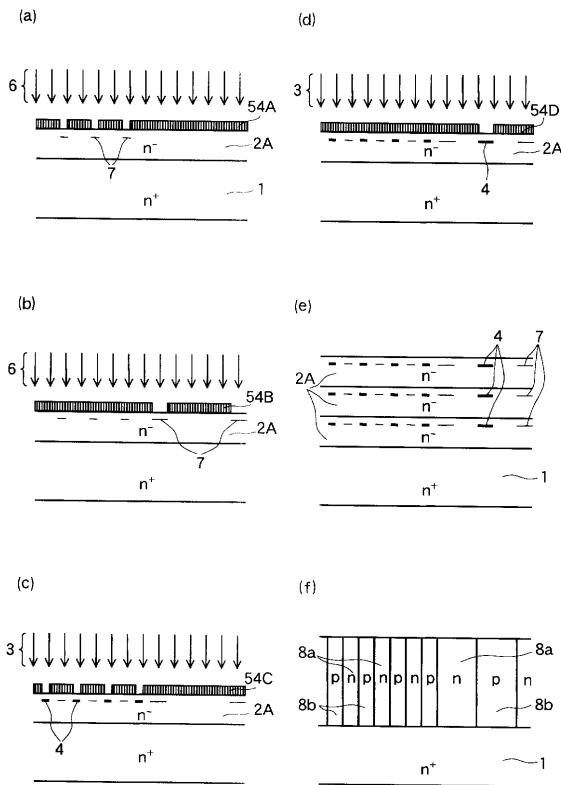 (a)
6
54A
n⁻
2A
7
1
n⁺
(b)
6
54B
n⁻
2A
7
n⁺
(c)
3
54C
n⁻
2A
4
n⁺
(d)
3
54D
n⁻
2A
4
n⁺
(e)
4
7
2A
n⁻
n⁻
n⁻
1
n⁺
(f)
8a
8a
p n p n p n p n p n
8b
8b
1
n⁺